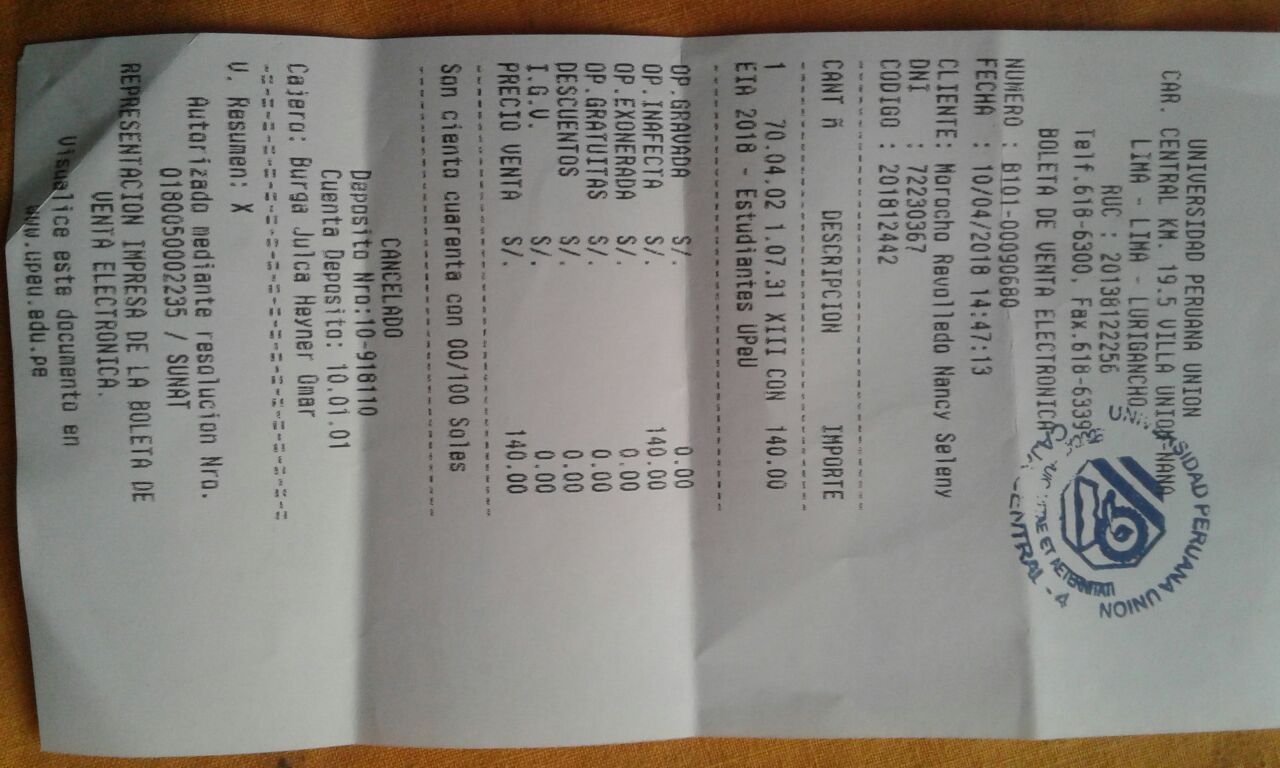 UNIVERSIDAD PERUANA UNION
CAR. CENTRAL KM. 19.5 VILLA UNION-NANA
LIMA - LIMA - LURIGANCHO
RUC : 20138122256
Telf.618-6300, Fax.618-6339
BOLETA DE VENTA ELECTRONICA
UNIVERSIDAD PERUANA UNION
ET AETERNITATI
CAJA CENTRAL - 4
NUMERO : B101-00090680
FECHA : 10/04/2018 14:47:13
CLIENTE: Morocho Revolledo Nancy Seleny
DNI : 72230367
CODIGO : 201812442
CANT ñ DESCRIPCION IMPORTE
1 70.04.02 1.07.31 XIII CON 140.00
EIA 2018 - Estudiantes UPeU
OP.GRAVADA S/. 0.00
OP.INAFECTA S/. 140.00
OP.EXONERADA S/. 0.00
OP.GRATUITAS S/. 0.00
DESCUENTOS S/. 0.00
I.G.V. S/. 0.00
PRECIO VENTA S/. 140.00
Son ciento cuarenta con 00/100 Soles
CANCELADO
Deposito Nro:10-918110
Cuenta Deposito: 10.01.01
Cajero: Burga Julca Heyner Omar
V. Resumen: X
Autorizado mediante resolucion Nro.
0180050002235 / SUNAT
REPRESENTACION IMPRESA DE LA BOLETA DE
VENTA ELECTRONICA.
Visualice este documento en
www.upeu.edu.pe